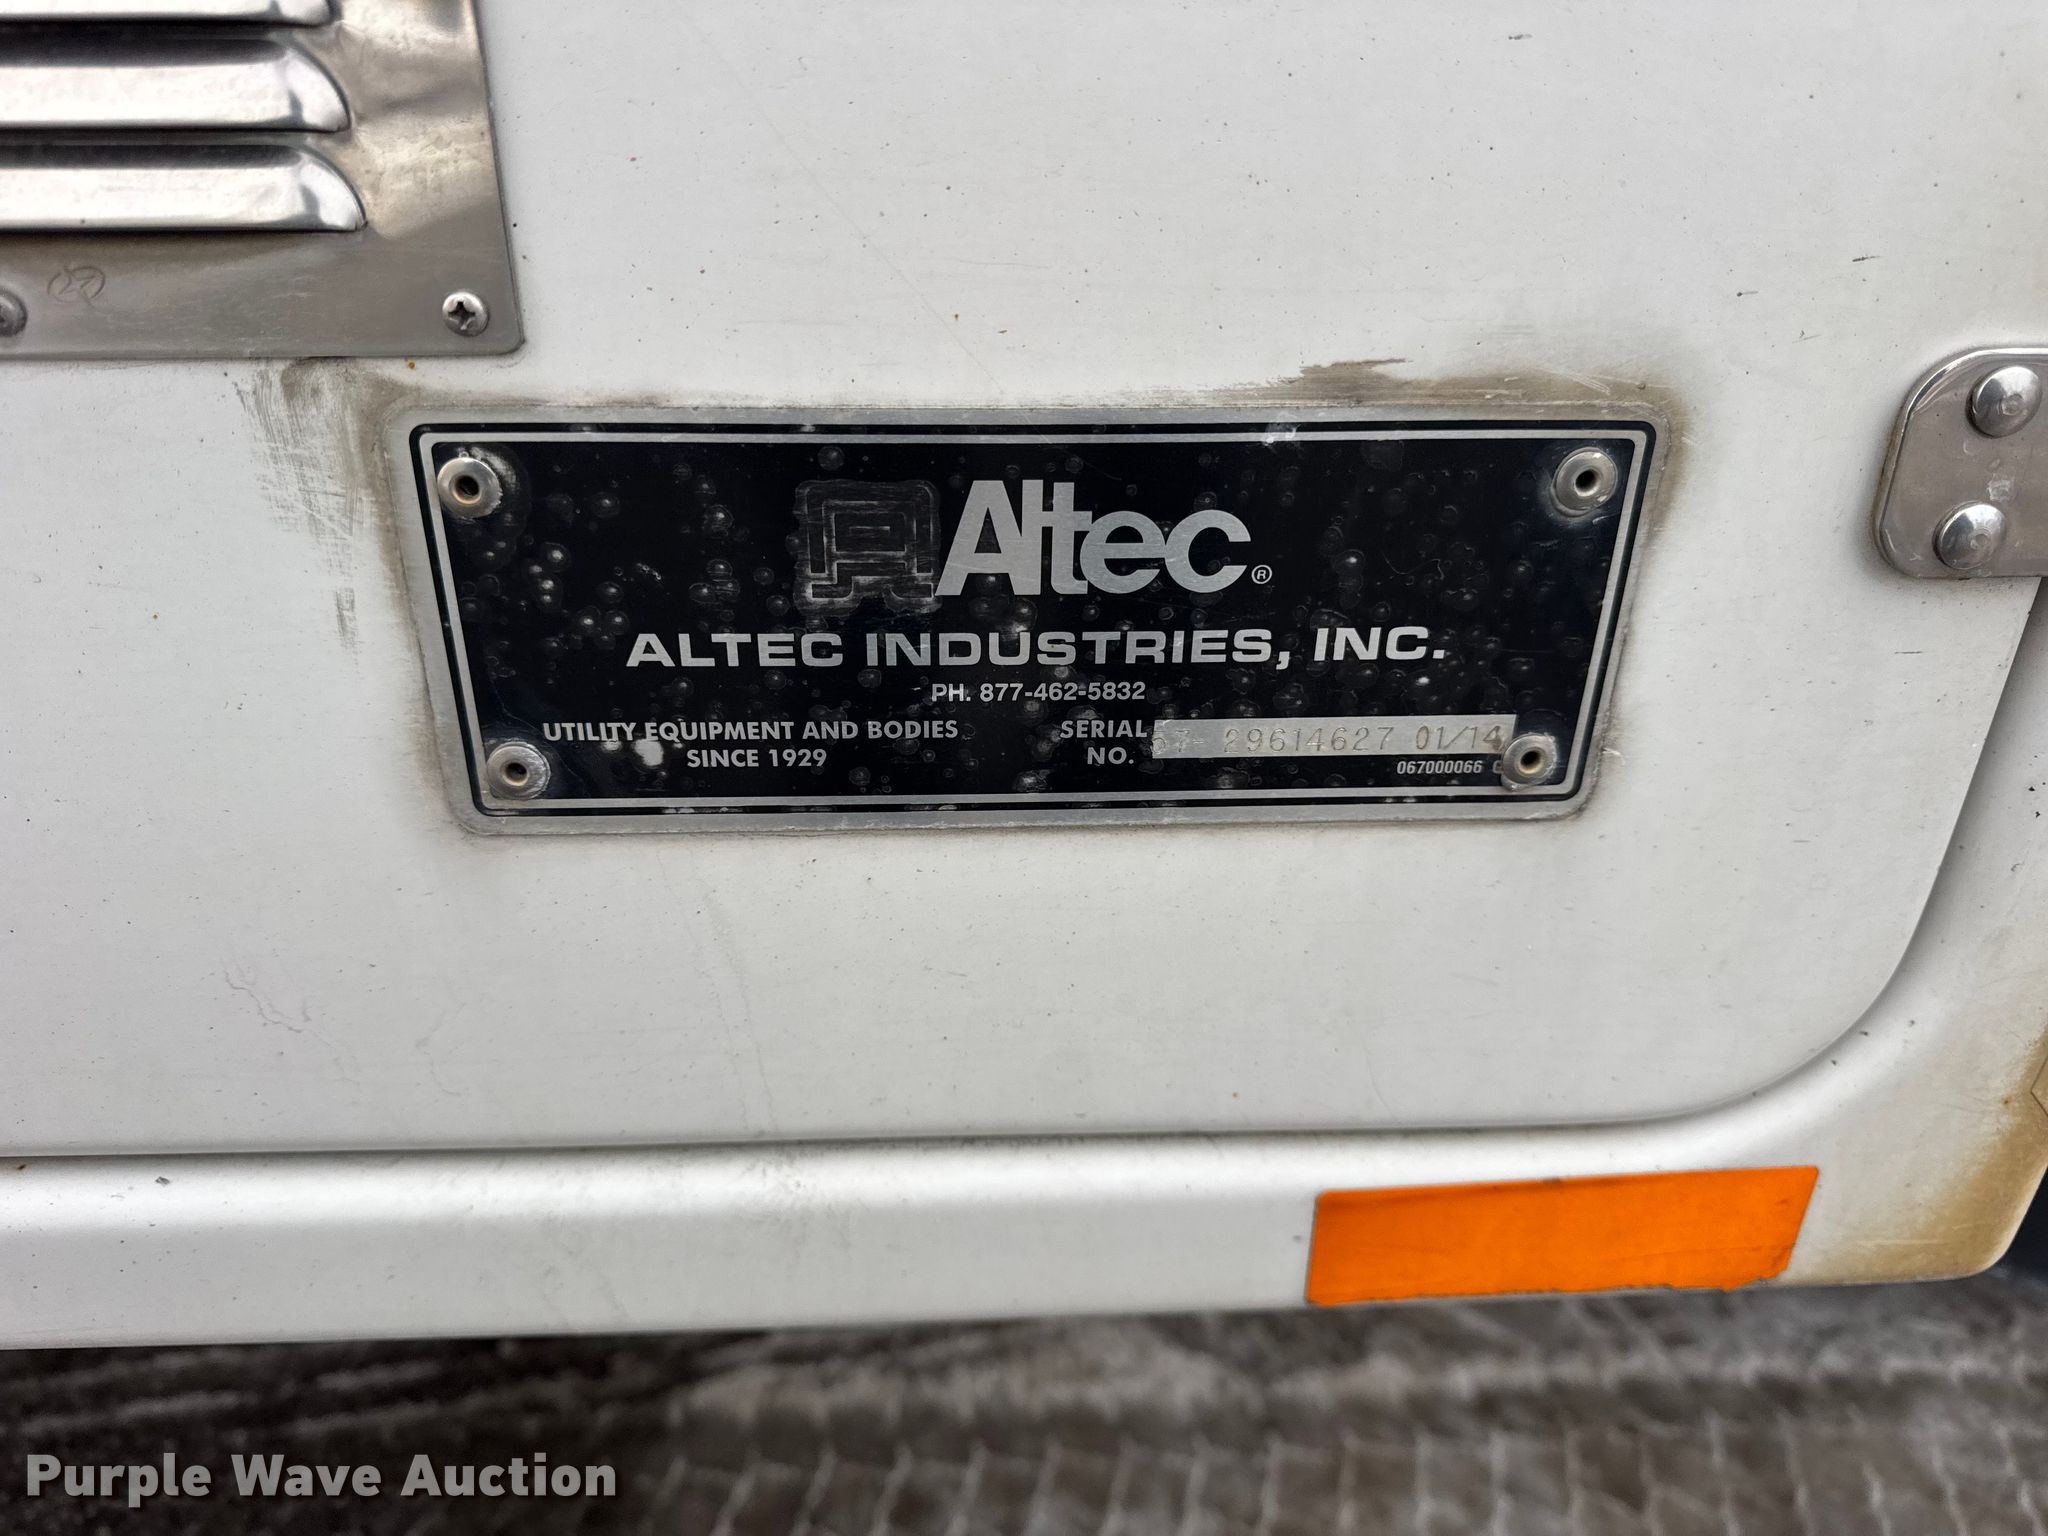 27
Altec®
ALTEC INDUSTRIES, INC.
PH. 877-462-5832
UTILITY EQUIPMENT AND BODIES
SINCE 1929
SERIAL
NO.
29614627 01/14
067000066
Purple Wave Auction